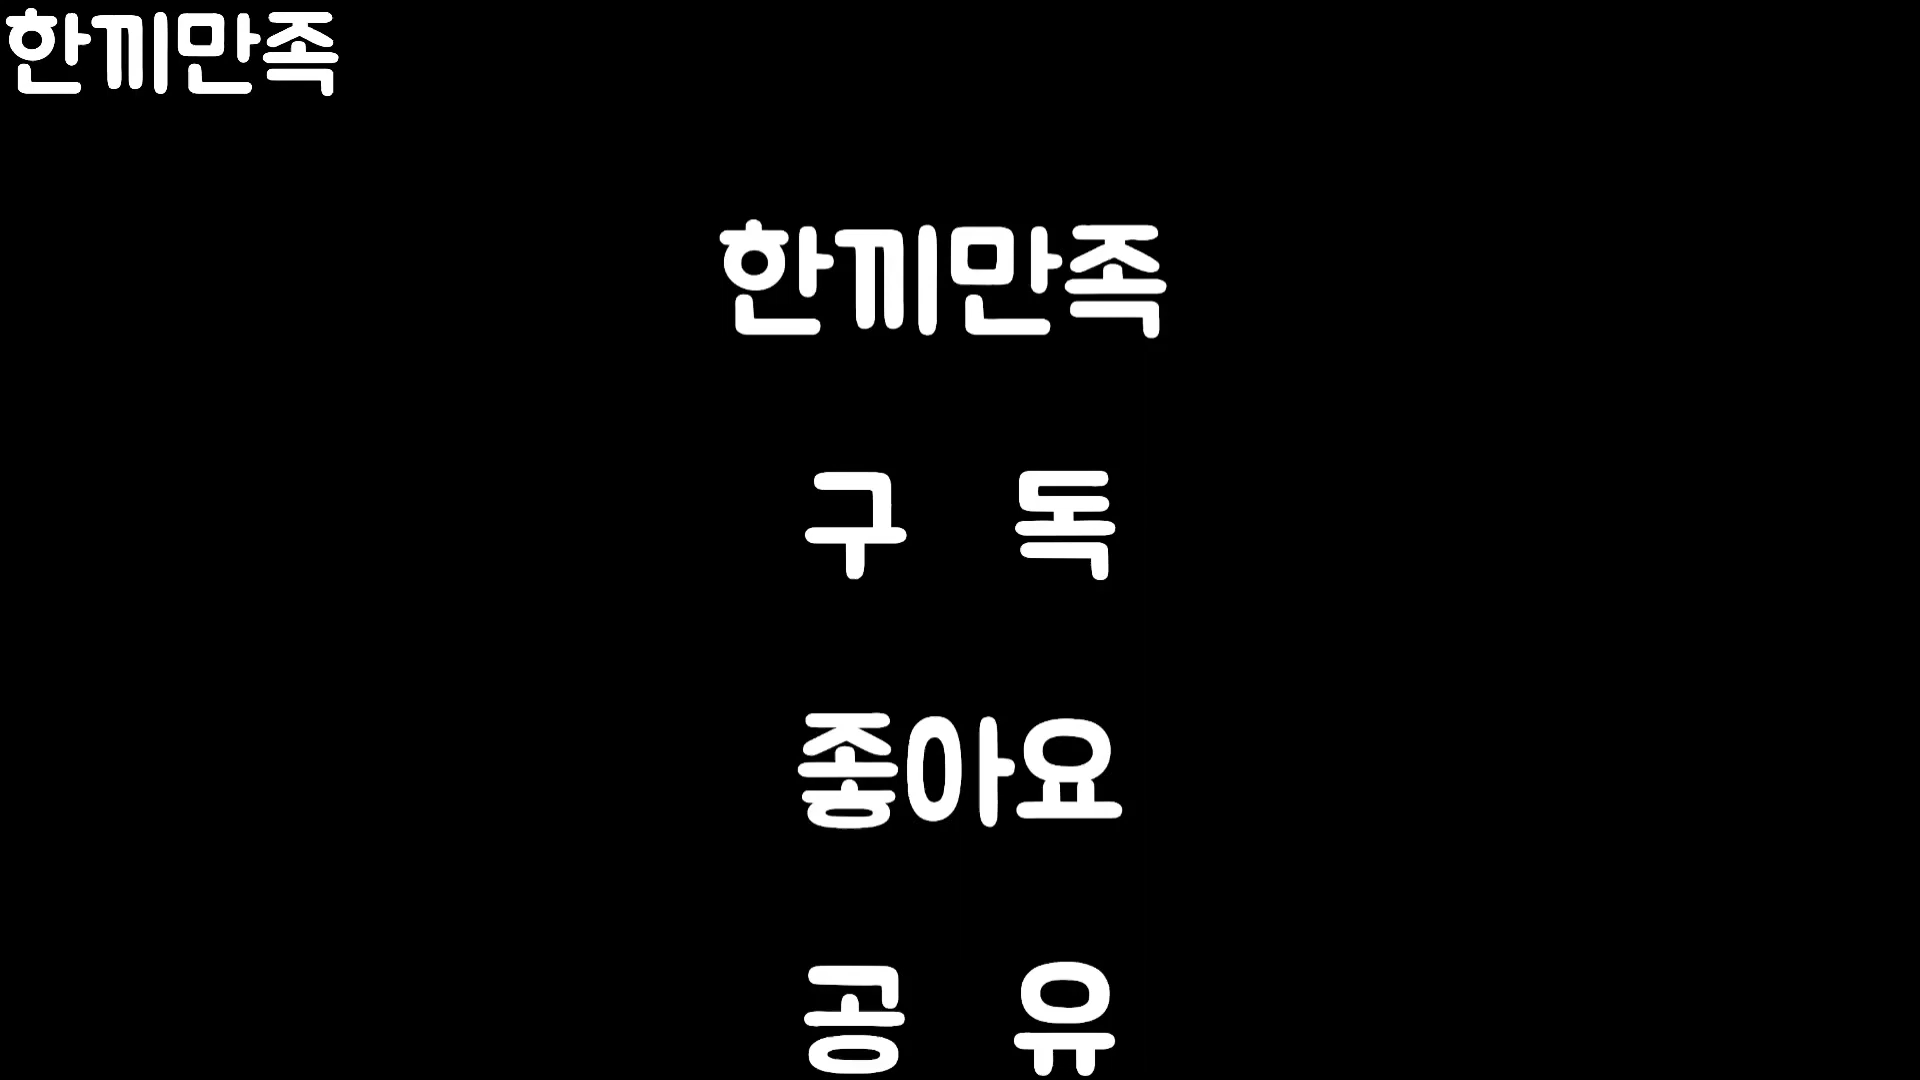 한끼만족
한끼만족
구 독
좋아요
공 유